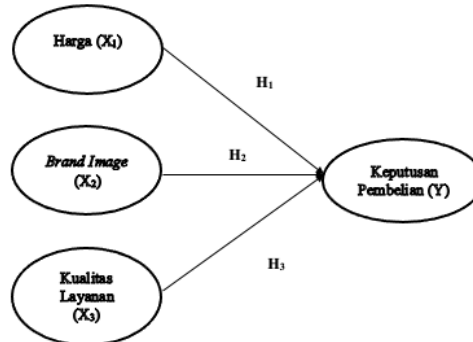 Harga (X₁)
H₁
Brand Image
(X₂)
H₂
Keputusan
Pembelian (Y)
Kualitas
Layanan
(X₃)
H₃